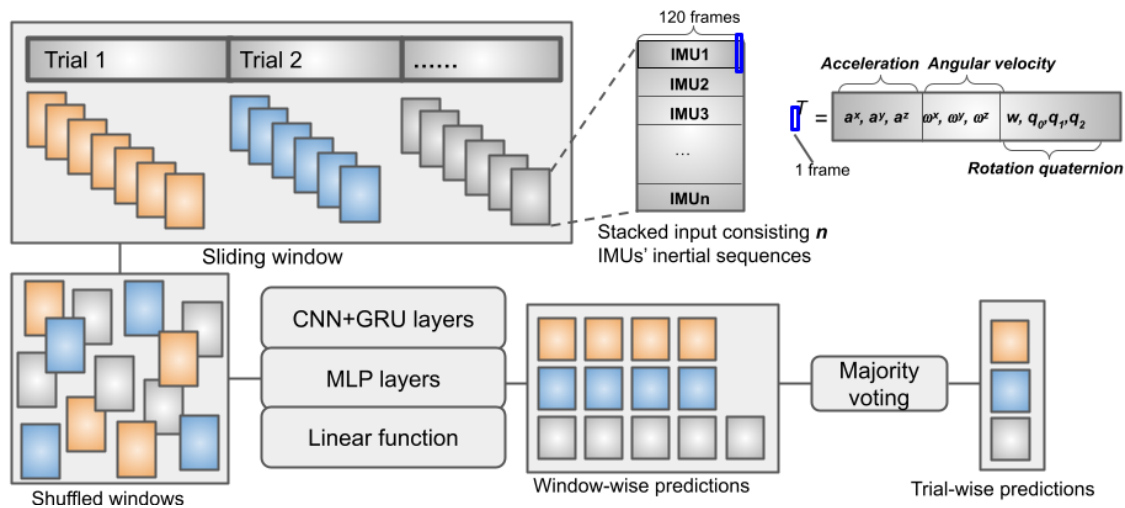 120 frames
Trial 1
Trial 2
......
IMU1
IMU2
IMU3
...
IMUn
Acceleration
Angular velocity
T
=
aˣ, aʸ, aᶻ
ωˣ, ωʸ, ωᶻ
w, q₀,q₁,q₂
1 frame
Rotation quaternion
Stacked input consisting n
IMUs' inertial sequences
Sliding window
CNN+GRU layers
MLP layers
Linear function
Majority
voting
Shuffled windows
Window-wise predictions
Trial-wise predictions